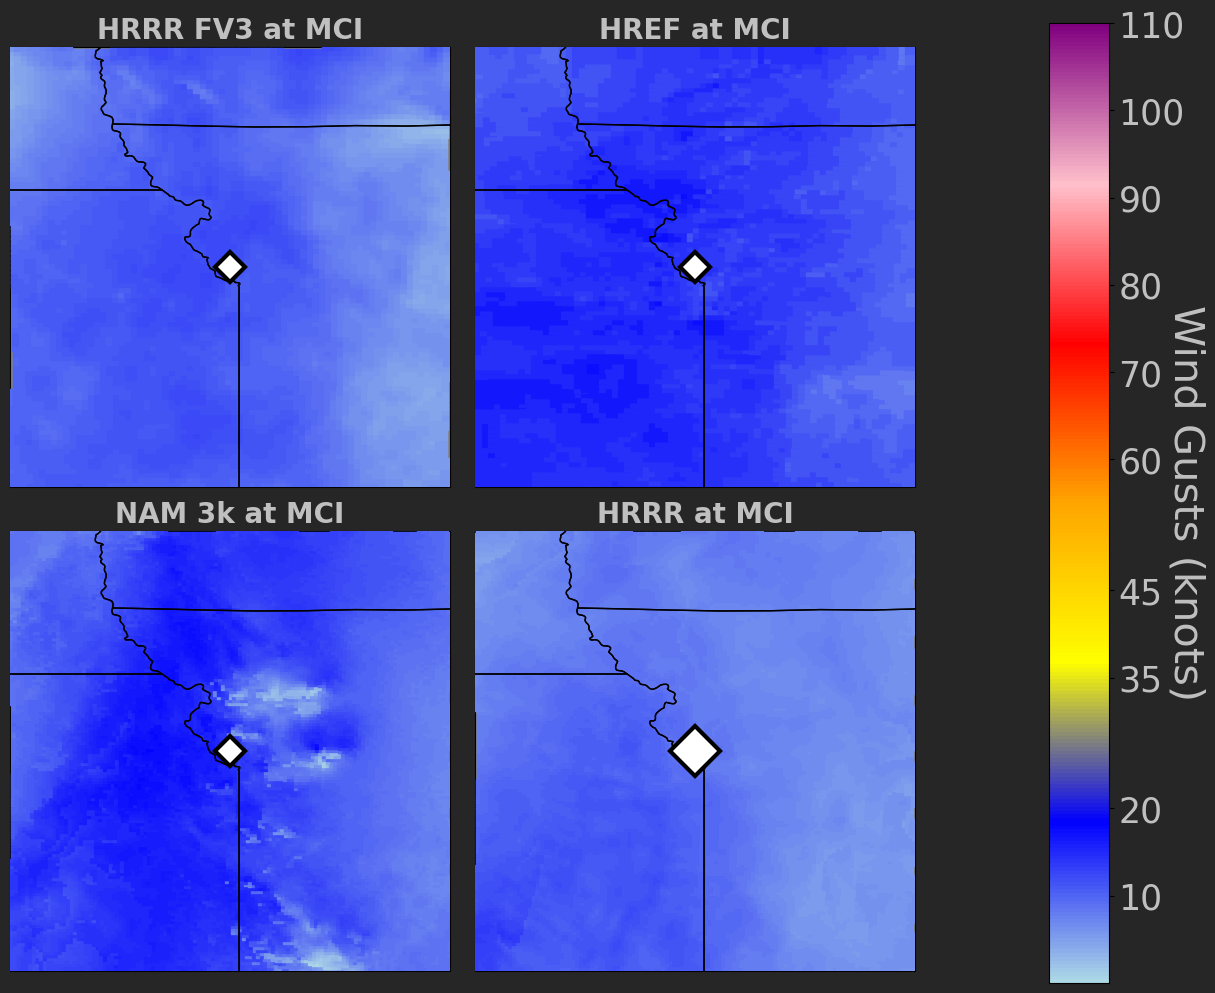 HRRR FV3 at MCI
HREF at MCI
NAM 3k at MCI
HRRR at MCI
110
100
90
80
70
60
45
35
20
10
Wind Gusts (knots)